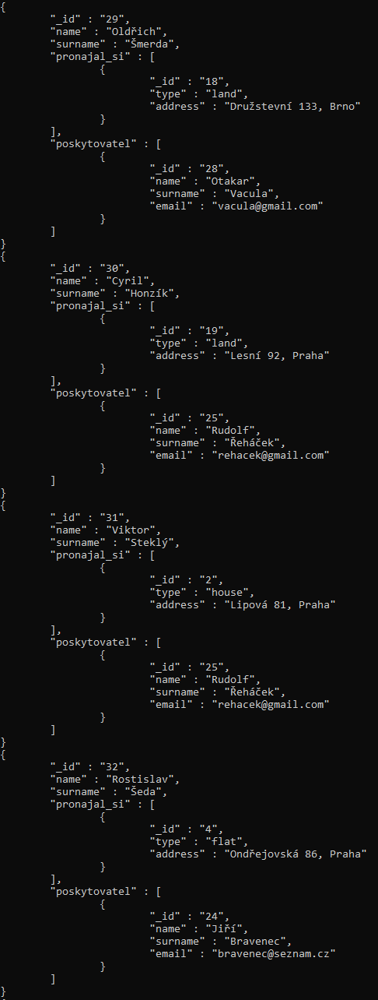 {
        "_id" : "29",
        "name" : "Oldřich",
        "surname" : "Šmerda",
        "pronajal_si" : [
                {
                        "_id" : "18",
                        "type" : "land",
                        "address" : "Družstevní 133, Brno"
                }
        ],
        "poskytovatel" : [
                {
                        "_id" : "28",
                        "name" : "Otakar",
                        "surname" : "Vacula",
                        "email" : "vacula@gmail.com"
                }
        ]
}
{
        "_id" : "30",
        "name" : "Cyril",
        "surname" : "Honzík",
        "pronajal_si" : [
                {
                        "_id" : "19",
                        "type" : "land",
                        "address" : "Lesní 92, Praha"
                }
        ],
        "poskytovatel" : [
                {
                        "_id" : "25",
                        "name" : "Rudolf",
                        "surname" : "Řeháček",
                        "email" : "rehacek@gmail.com"
                }
        ]
}
{
        "_id" : "31",
        "name" : "Viktor",
        "surname" : "Steklý",
        "pronajal_si" : [
                {
                        "_id" : "2",
                        "type" : "house",
                        "address" : "Lipová 81, Praha"
                }
        ],
        "poskytovatel" : [
                {
                        "_id" : "25",
                        "name" : "Rudolf",
                        "surname" : "Řeháček",
                        "email" : "rehacek@gmail.com"
                }
        ]
}
{
        "_id" : "32",
        "name" : "Rostislav",
        "surname" : "Šeda",
        "pronajal_si" : [
                {
                        "_id" : "4",
                        "type" : "flat",
                        "address" : "Ondřejovská 86, Praha"
                }
        ],
        "poskytovatel" : [
                {
                        "_id" : "24",
                        "name" : "Jiří",
                        "surname" : "Bravenec",
                        "email" : "bravenec@seznam.cz"
                }
        ]
}